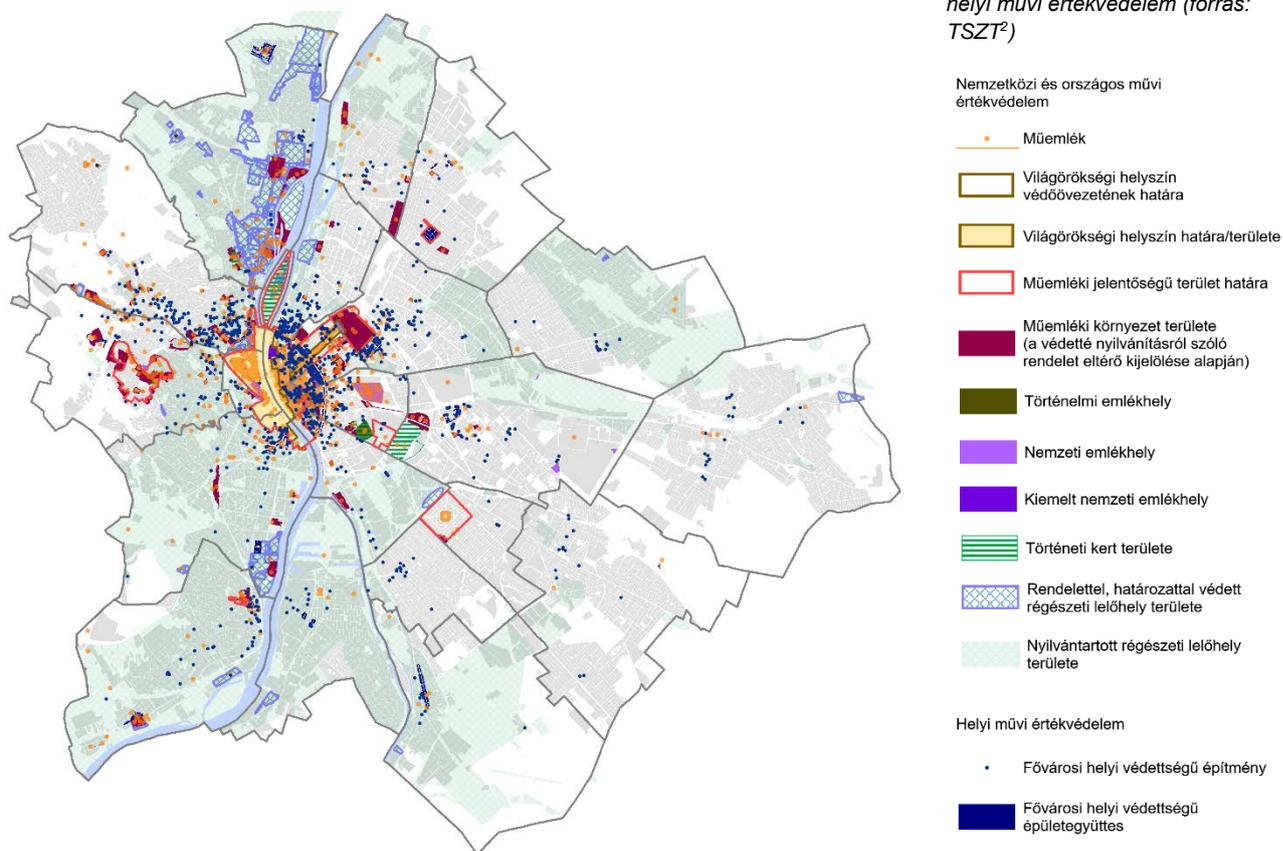 helyi művi értékvédelem (forrás:
TSZT²)
Nemzetközi és országos művi
értékvédelem
Műemlék
Világörökségi helyszín
védőövezetének határa
Világörökségi helyszín határa/területe
Műemléki jelentőségű terület határa
Műemléki környezet területe
(a védetté nyilvánításról szóló
rendelet eltérő kijelölése alapján)
Történelmi emlékhely
Nemzeti emlékhely
Kiemelt nemzeti emlékhely
Történeti kert területe
Rendelettel, határozattal védett
régészeti lelőhely területe
Nyilvántartott régészeti lelőhely
területe
Helyi művi értékvédelem
Fővárosi helyi védettségű építmény
Fővárosi helyi védettségű
épületegyüttes